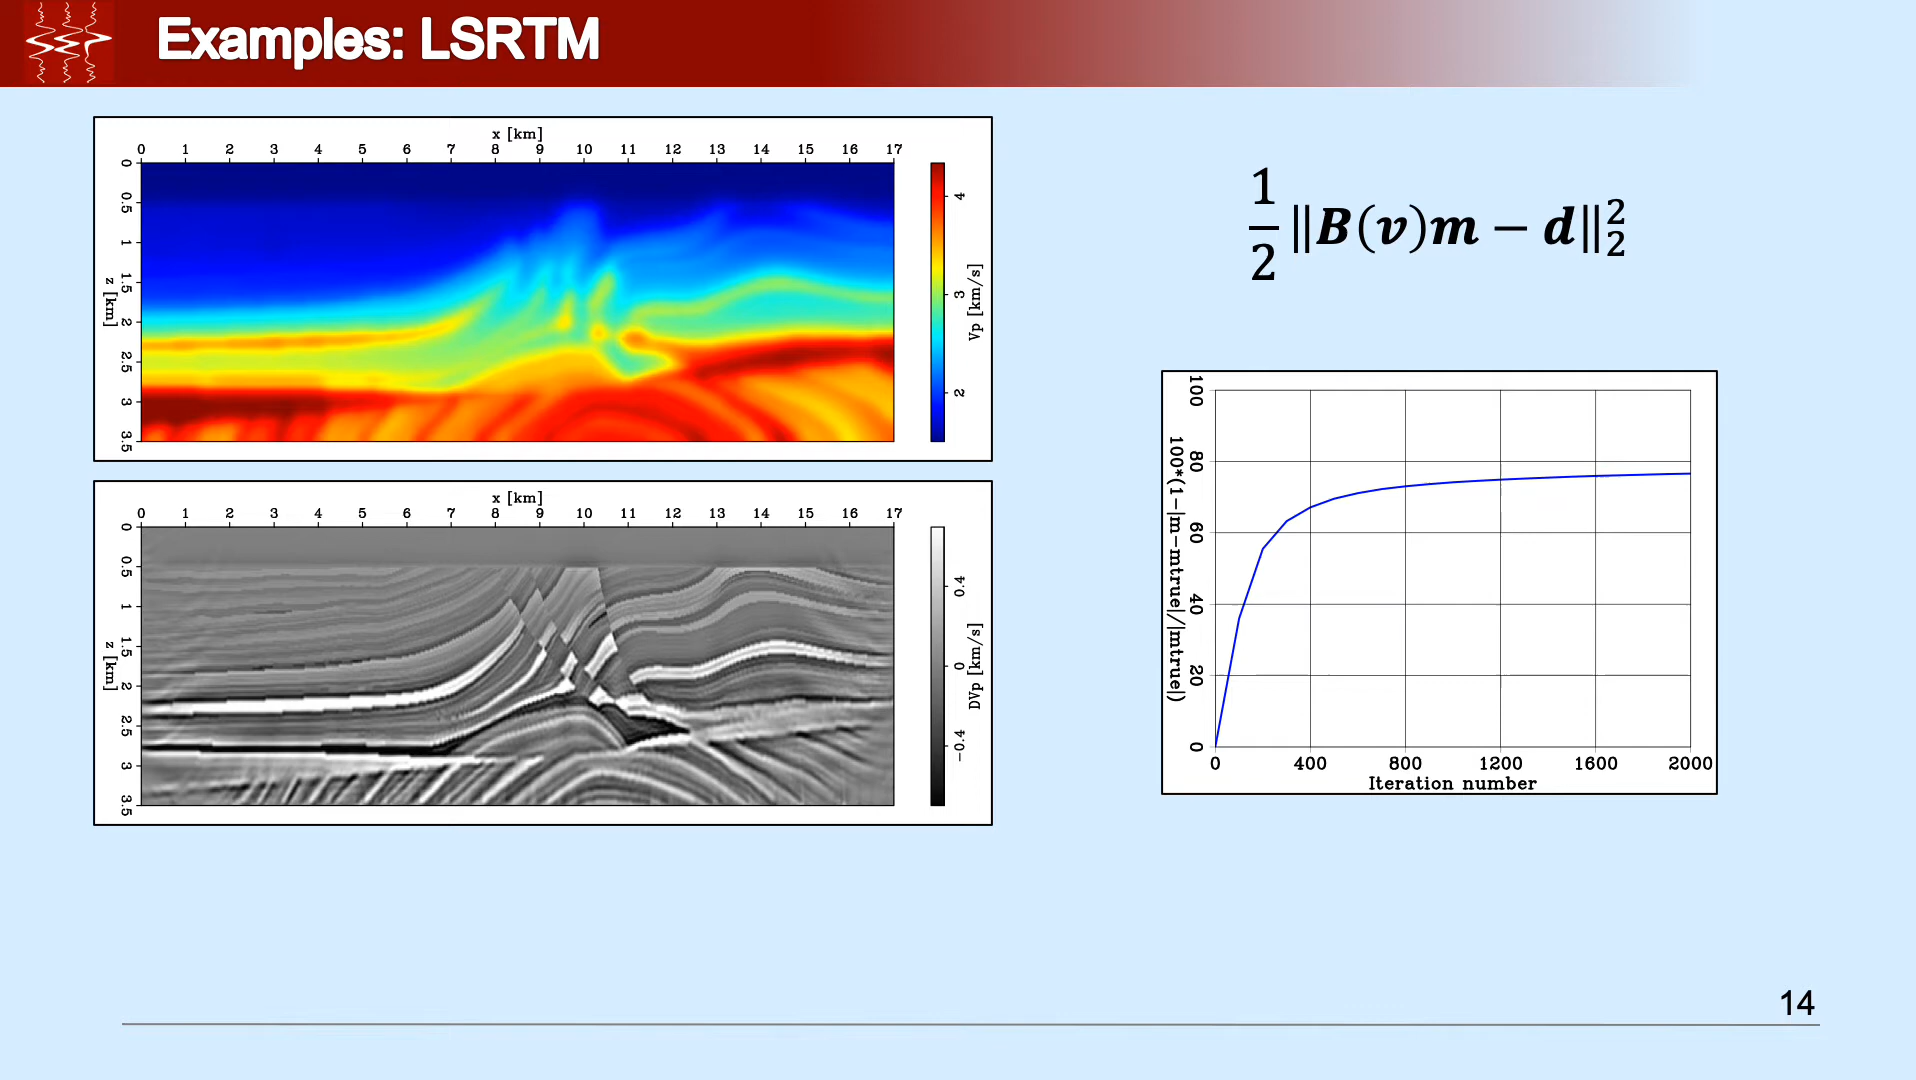 Examples: LSRTM
x [km]
0 1 2 3 4 5 6 7 8 9 10 11 12 13 14 15 16 17
0 0.5 1 1.5 2 2.5 3 3.5
z [km]
4 3 2
Vp [km/s]
x [km]
0 1 2 3 4 5 6 7 8 9 10 11 12 13 14 15 16 17
0 0.5 1 1.5 2 2.5 3 3.5
z [km]
0.4 0 -0.4
DVp [km/s]
1/2 ‖B(v)m − d‖₂²
100 80 60 40 20 0
100*(1-|m-mtrue|/|mtrue|)
0 400 800 1200 1600 2000
Iteration number
14